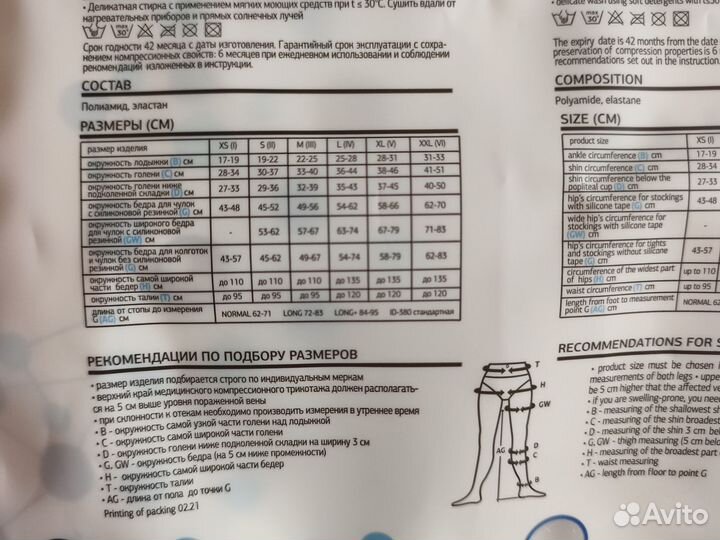 • Деликатная стирка с применением мягких моющих средств при t ≤ 30°C. Сушить вдали от
нагревательных приборов и прямых солнечных лучей
max 30°
Срок годности 42 месяца с даты изготовления. Гарантийный срок эксплуатации с сохра-
нением компрессионных свойств: 6 месяцев при ежедневном использовании и соблюдении
рекомендаций изложенных в инструкции.
СОСТАВ
Полиамид, эластан
РАЗМЕРЫ (СМ)
размер изделия XS (I) S (II) M (III) L (IV) XL (V) XXL (VI)
окружность лодыжки (B) см 17-19 19-22 22-25 25-28 28-31 31-33
окружность голени (C) см 28-34 30-37 33-40 36-44 38-46 41-51
окружность голени ниже
подколенной складки (D) см 27-33 29-36 32-39 35-43 37-45 40-50
окружность бедра для чулок
с силиконовой резинкой (G) см 43-48 45-52 49-56 54-62 58-66 62-70
окружность широкого бедра
для чулок с силиконовой
резинкой (GW) см - 53-62 57-67 63-74 67-79 71-83
окружность бедра для колготок
и чулок без силиконовой
резинки (G) см 43-57 45-62 49-67 54-74 58-79 62-83
окружность самой широкой
части бедер (H) см до 110 до 110 до 110 до 135 до 135 до 135
окружность талии (T) см до 95 до 95 до 95 до 120 до 120 до 120
длина от стопы до измерения
G (AG) см NORMAL 62-71 LONG 72-83 LONG+ 84-95 ID-380 стандартная
РЕКОМЕНДАЦИИ ПО ПОДБОРУ РАЗМЕРОВ
• размер изделия подбирается строго по индивидуальным меркам
• верхний край медицинского компрессионного трикотажа должен располагать-
ся на 5 см выше уровня пораженной вены
• при склонности к отекам необходимо производить измерения в утреннее время
• B - окружность самой узкой части голени над лодыжкой
• C - окружность самой широкой части голени
• D - окружность голени ниже подколенной складки на ширину 3 см
• G, GW - окружность бедра (на 5 см ниже промежности)
• H - окружность самой широкой части бедер
• T - окружность талии
• AG - длина от пола до точки G
Printing of packing 02.21
T
H
GW
G
AG
D
C
B
• delicate wash using soft detergents with
max 30°
The expiry date is 42 months from the date
preservation of compression properties is 6
recommendations set out in the instruction.
COMPOSITION
Polyamide, elastane
SIZE (CM)
product size XS (I)
ankle circumference (B) cm 17-19
shin circumference (C) cm 28-34
shin circumference below the
popliteal cup (D) cm 27-33
hip's circumference for
stockings with silicone tape (G) cm 43-48
wide hip's circumference for
stockings with silicone tape
(GW) cm -
hip's circumference for tights
and stockings without silicone
tape (G) cm 43-57
circumference of the widest part
of hips (H) cm up to 110
waist circumference (T) cm up to 95
length from foot to measurement
point G (AG) cm NORMAL 62
RECOMMENDATIONS FOR S
• product size must be chosen
measurements of both legs • uppe
be 5 cm higher that the affected ve
• if you are swelling-prone, you need
• B - measuring of the shallowest sh
• C - measuring of the shin broadest
• D - measuring of the shin 3 cm bel
• G, GW - thigh measuring (5 cm belo
• H - measuring of the broadest part
• T - waist measuring
• AG - length from floor to point G
Avito